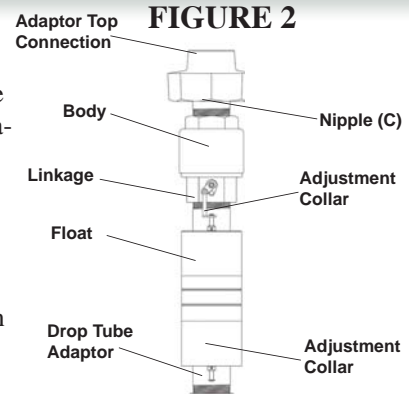 FIGURE 2
Adaptor Top
Connection
e
Body
a-
Nipple (C)
Linkage
Adjustment
Collar
Float
n
Drop Tube
Adaptor
Adjustment
Collar